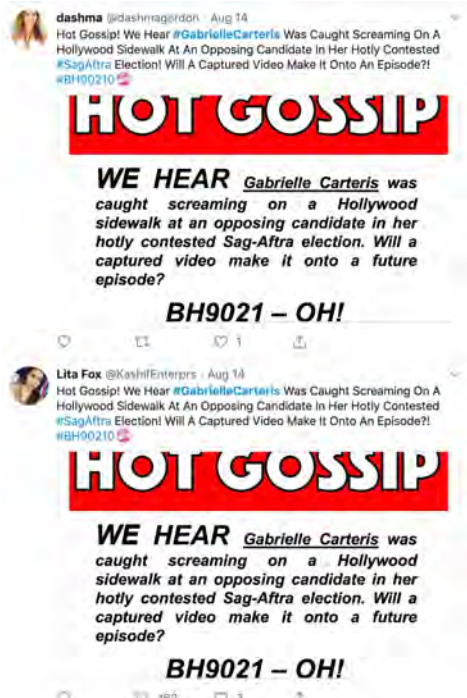 dashma @dashmagordon · Aug 14
Hot Gossip! We Hear #GabrielleCarteris Was Caught Screaming On A
Hollywood Sidewalk At An Opposing Candidate In Her Hotly Contested
#SagAftra Election! Will A Captured Video Make It Onto An Episode?!
#BH90210
HOT GOSSIP
WE HEAR Gabrielle Carteris was
caught screaming on a Hollywood
sidewalk at an opposing candidate in her
hotly contested Sag-Aftra election. Will a
captured video make it onto a future
episode?
BH9021 – OH!
1
Lita Fox @KashifEnterprs · Aug 14
Hot Gossip! We Hear #GabrielleCarteris Was Caught Screaming On A
Hollywood Sidewalk At An Opposing Candidate In Her Hotly Contested
#SagAftra Election! Will A Captured Video Make It Onto An Episode?!
#BH90210
HOT GOSSIP
WE HEAR Gabrielle Carteris was
caught screaming on a Hollywood
sidewalk at an opposing candidate in her
hotly contested Sag-Aftra election. Will a
captured video make it onto a future
episode?
BH9021 – OH!